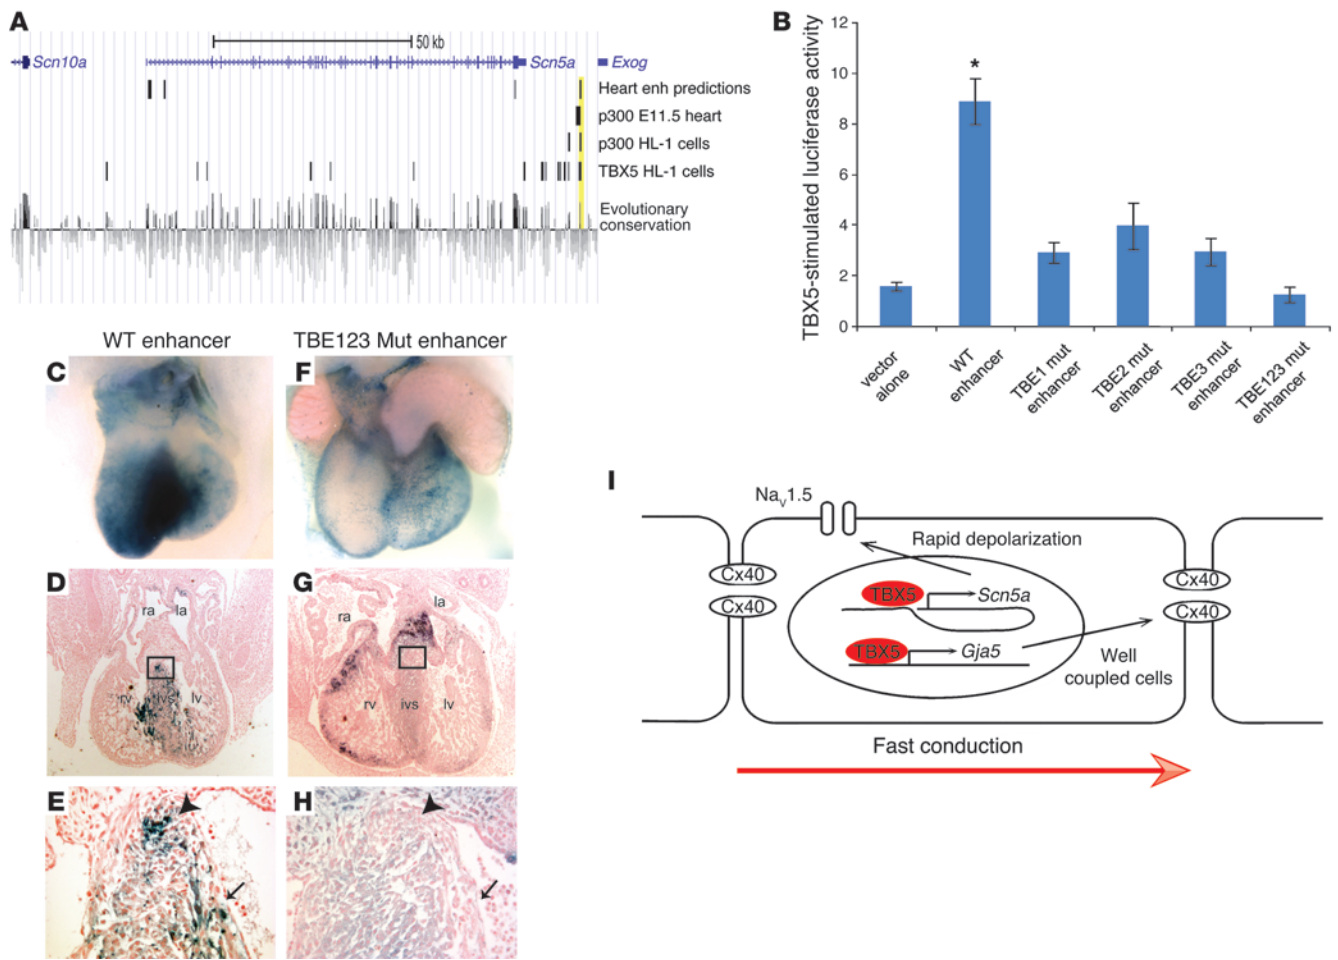 A
50 kb
Scn10a
Scn5a
Exog
Heart enh predictions
p300 E11.5 heart
p300 HL-1 cells
TBX5 HL-1 cells
Evolutionary
conservation
B
TBX5-stimulated luciferase activity
12
10
8
6
4
2
0
*
vector
alone
WT
enhancer
TBE1 mut
enhancer
TBE2 mut
enhancer
TBE3 mut
enhancer
TBE123 mut
enhancer
WT enhancer
TBE123 Mut enhancer
C
F
D
ra
la
rv
ivs
lv
G
ra
la
rv
ivs
lv
E
H
I
Nav1.5
Rapid depolarization
Cx40
Cx40
TBX5
Scn5a
TBX5
Gja5
Cx40
Cx40
Well
coupled cells
Fast conduction